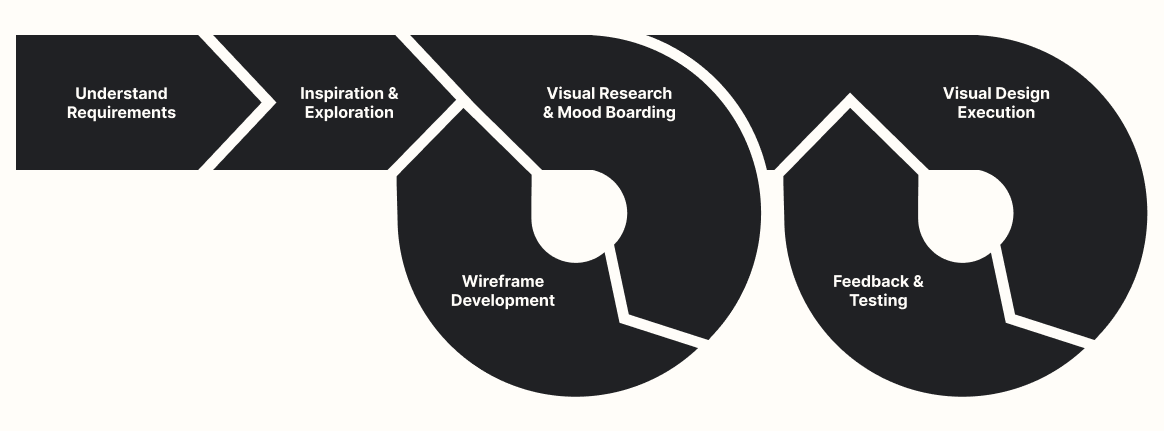 Understand
Requirements
Inspiration &
Exploration
Visual Research
& Mood Boarding
Visual Design
Execution
Wireframe
Development
Feedback &
Testing